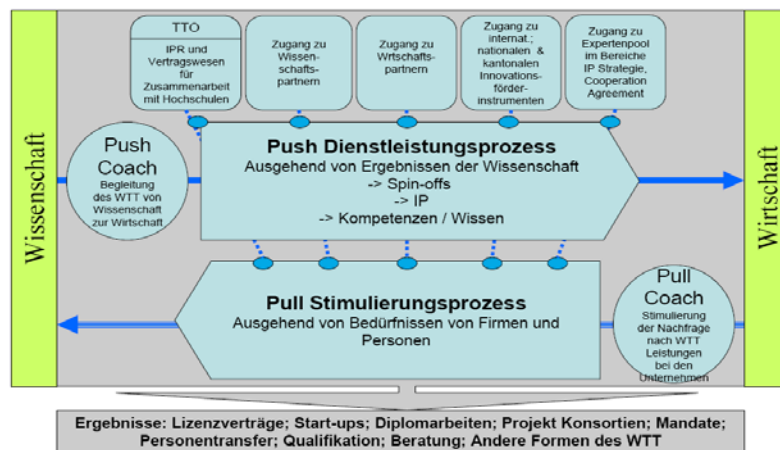 TTO
IPR und
Vertragswesen
für
Zusammenarbeit
mit Hochschulen
Zugang zu
Wissen-
schafts-
partnern
Zugang zu
Wrtschafts-
partnern
Zugang zu
internat.;
nationalen &
kantonalen
Innovations-
förder-
instrumenten
Zugang zu
Expertenpool
im Bereiche
IP Strategie,
Cooperation
Agreement
Wissenschaft
Push
Coach
Begleitung
des WTT von
Wissenschaft
zur Wirtschaft
Push Dienstleistungsprozess
Ausgehend von Ergebnissen der Wissenschaft
-> Spin-offs
-> IP
-> Kompetenzen / Wissen
Wirtschaft
Pull Stimulierungsprozess
Ausgehend von Bedürfnissen von Firmen und
Personen
Pull
Coach
Stimulierung
der Nachfrage
nach WTT
Leistungen
bei den
Unternehmen
Ergebnisse: Lizenzverträge; Start-ups; Diplomarbeiten; Projekt Konsortien; Mandate;
Personentransfer; Qualifikation; Beratung; Andere Formen des WTT